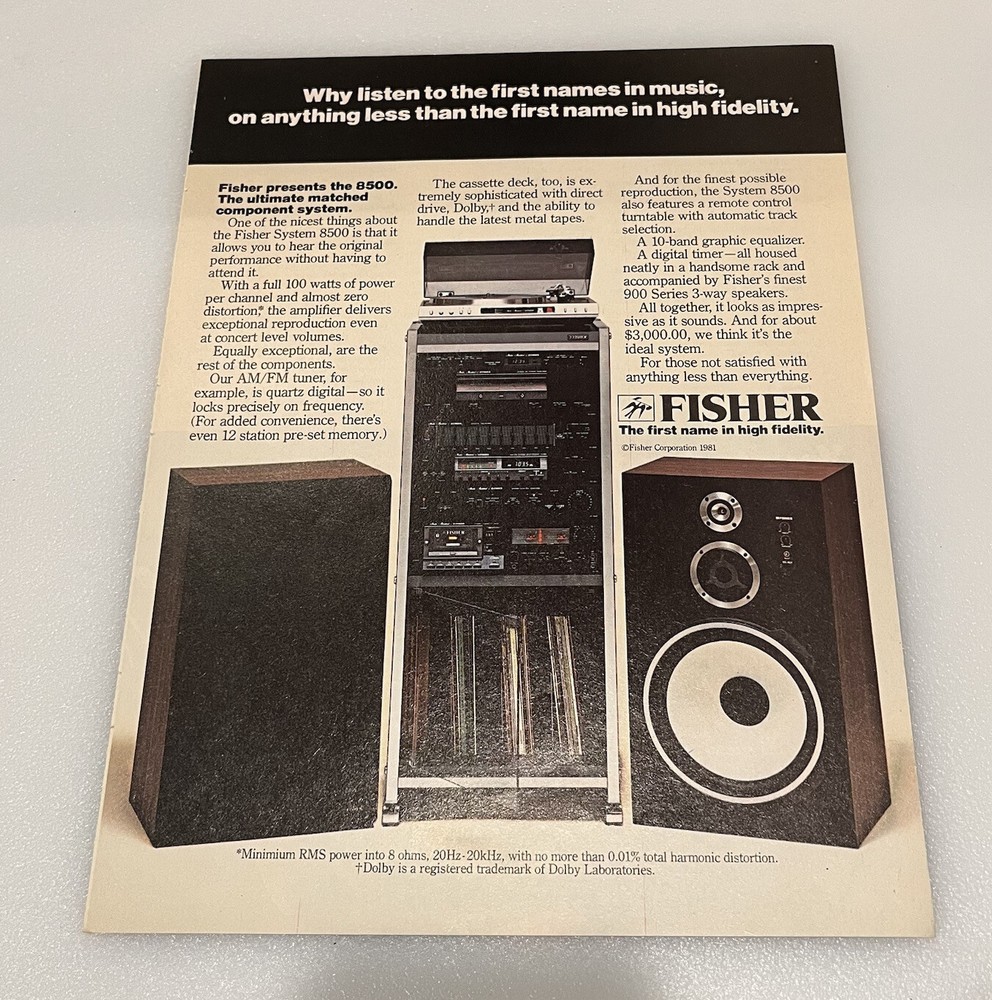 Why listen to the first names in music,
on anything less than the first name in high fidelity.
Fisher presents the 8500.
The ultimate matched
component system.
One of the nicest things about
the Fisher System 8500 is that it
allows you to hear the original
performance without having to
attend it.
With a full 100 watts of power
per channel and almost zero
distortion,* the amplifier delivers
exceptional reproduction even
at concert level volumes.
Equally exceptional, are the
rest of the components.
Our AM/FM tuner, for
example, is quartz digital—so it
locks precisely on frequency.
(For added convenience, there's
even 12 station pre-set memory.)
The cassette deck, too, is ex-
tremely sophisticated with direct
drive, Dolby,† and the ability to
handle the latest metal tapes.
And for the finest possible
reproduction, the System 8500
also features a remote control
turntable with automatic track
selection.
A 10-band graphic equalizer.
A digital timer—all housed
neatly in a handsome rack and
accompanied by Fisher's finest
900 Series 3-way speakers.
All together, it looks as impres-
sive as it sounds. And for about
$3,000.00, we think it's the
ideal system.
For those not satisfied with
anything less than everything.
FISHER
The first name in high fidelity.
©Fisher Corporation 1981
FISHER
FISHER
*Minimium RMS power into 8 ohms, 20Hz-20kHz, with no more than 0.01% total harmonic distortion.
†Dolby is a registered trademark of Dolby Laboratories.